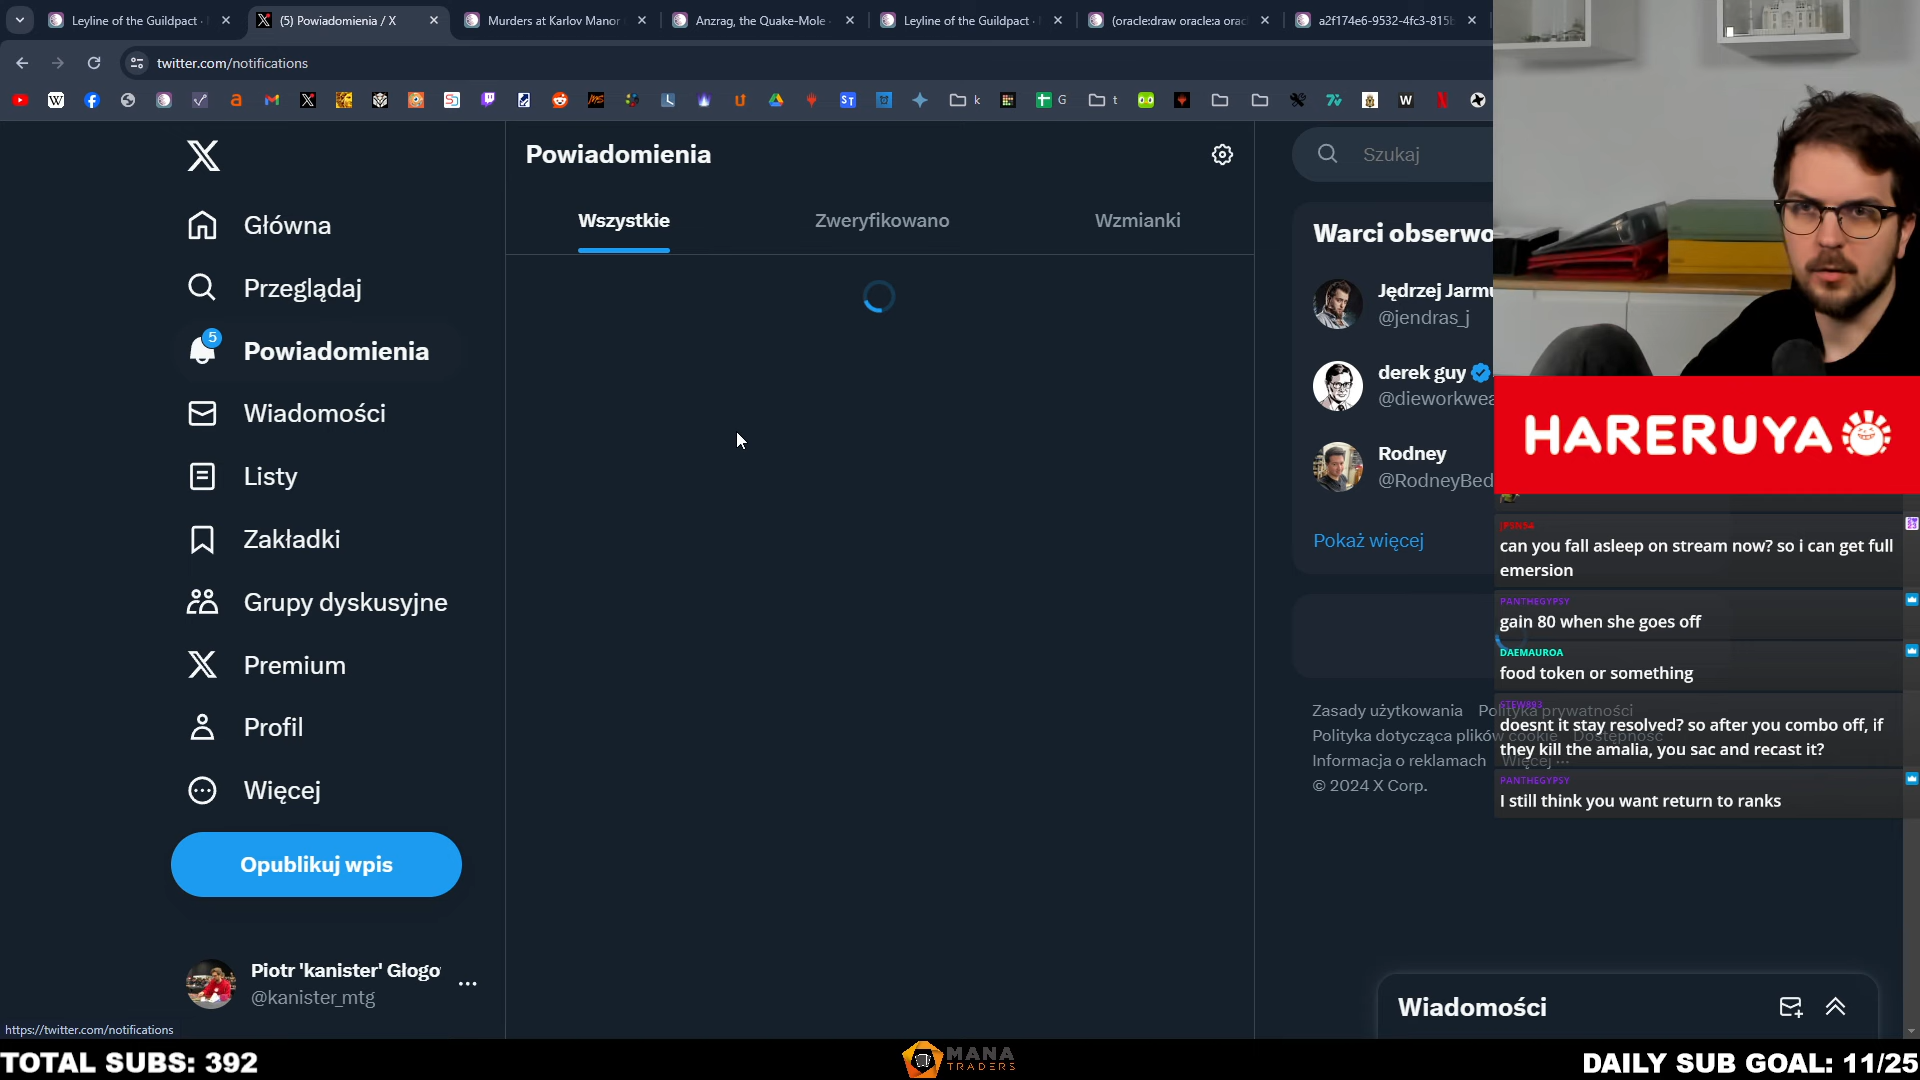 Leyline of the Guildpact ·
(5) Powiadomienia / X
Murders at Karlov Manor
Anzrag, the Quake-Mole ·
Leyline of the Guildpact ·
(oracle:draw oracle:a orac
a2f174e6-9532-4fc3-815
twitter.com/notifications
k
G
t
Powiadomienia
Szukaj
Wszystkie
Zweryfikowano
Wzmianki
Główna
Przeglądaj
5
Powiadomienia
Wiadomości
Listy
Zakładki
Grupy dyskusyjne
Premium
Profil
Więcej
Opublikuj wpis
Piotr 'kanister' Glogo
@kanister_mtg
https://twitter.com/notifications
Warci obserwo
Jędrzej Jarmu
@jendras_j
derek guy
@dieworkwea
Rodney
@RodneyBed
Pokaż więcej
Zasady użytkowania Polityka prywatności
Polityka dotycząca plików cookie Dostępność
Informacja o reklamach Więcej ...
© 2024 X Corp.
Wiadomości
HARERUYA
JPSN54
can you fall asleep on stream now? so i can get full
emersion
PANTHEGYPSY
gain 80 when she goes off
DAEMAUROA
food token or something
doesnt it stay resolved? so after you combo off, if
they kill the amalia, you sac and recast it?
PANTHEGYPSY
I still think you want return to ranks
TOTAL SUBS: 392
MANA
TRADERS
DAILY SUB GOAL: 11/25